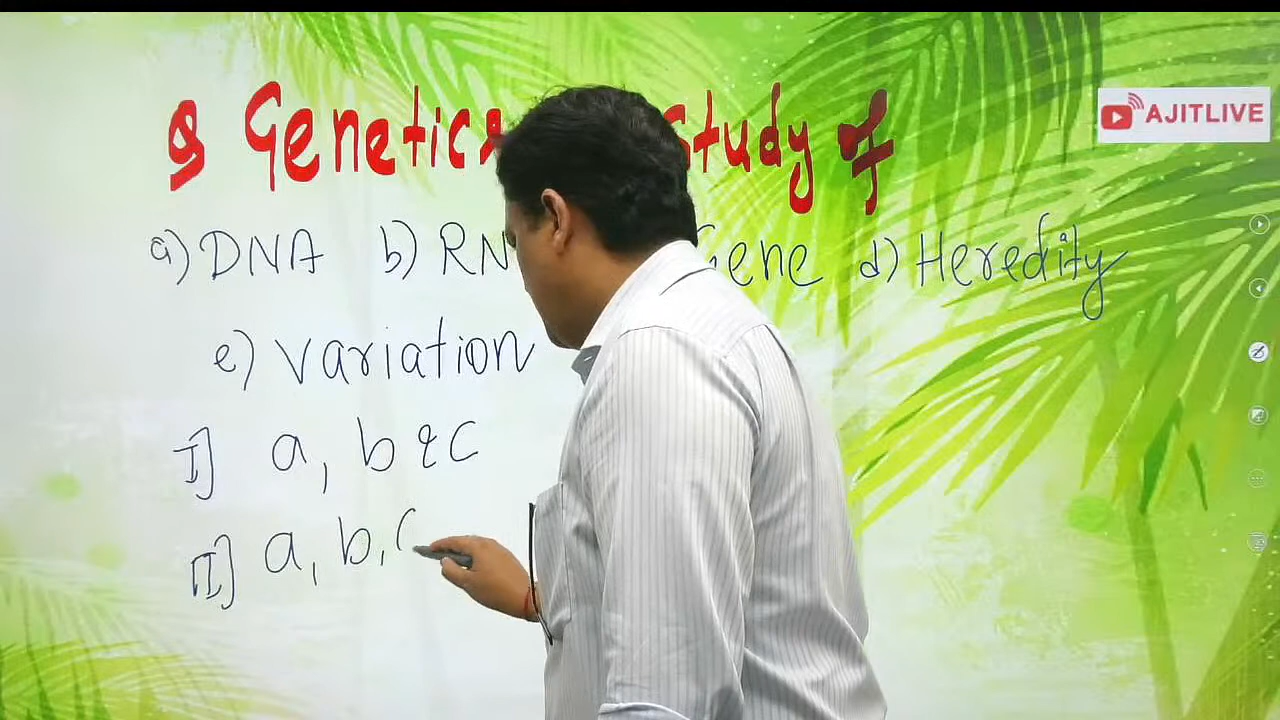 Q Genetics study of
a) DNA b) RN Gene d) Heredity
e) Variation
I] a, b & c
II] a, b, C
AJITLIVE